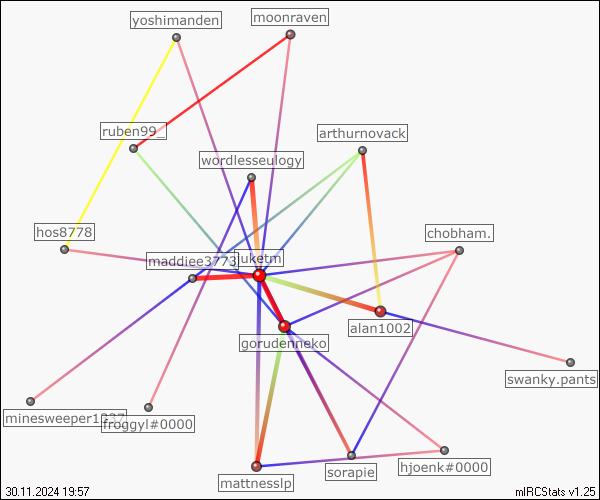 yoshimanden
moonraven
ruben99_
arthurnovack
wordlesseulogy
hos8778
chobham.
maddiee3773
juketm
alan1002
gorudenneko
swanky.pants
minesweeper1337
froggyl#0000
hjoenk#0000
sorapie
mattnesslp
30.11.2024 19:57
mIRCStats v1.25